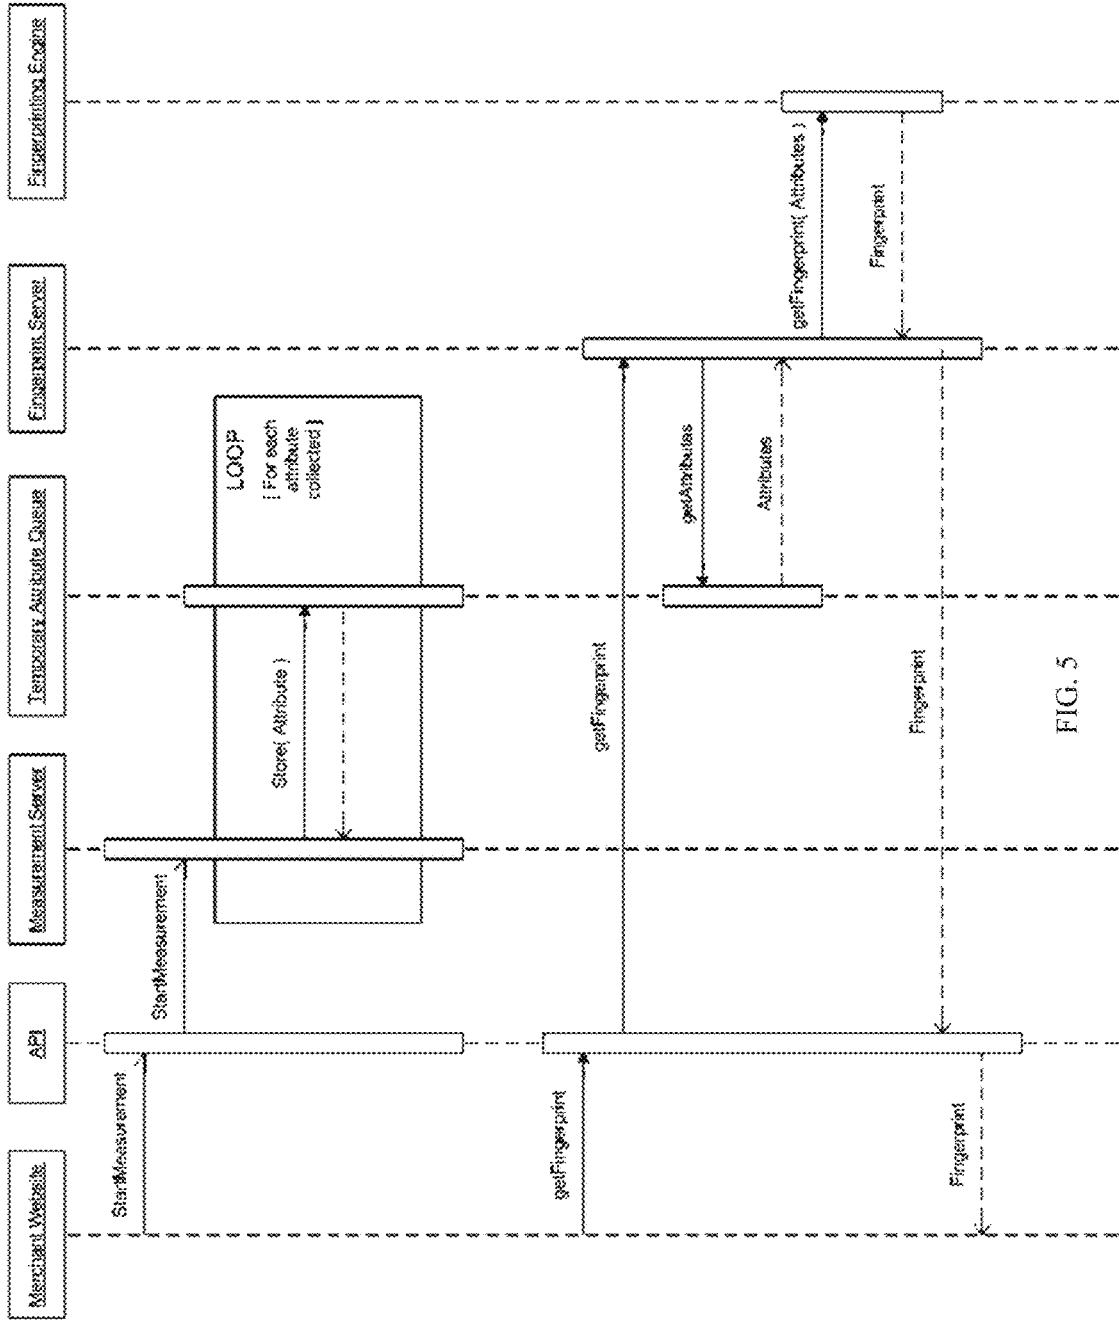 Merchant Website
API
Measurement Server
Temporary Attribute Queue
Fingerprint Server
Fingerprinting Engine
StartMeasurement
StartMeasurement
LOOP
[ For each
attribute
collected ]
Store( Attribute )
getFingerprint
getFingerprint
getAttributes
Attributes
getFingerprint( Attributes )
Fingerprint
Fingerprint
Fingerprint
FIG. 5